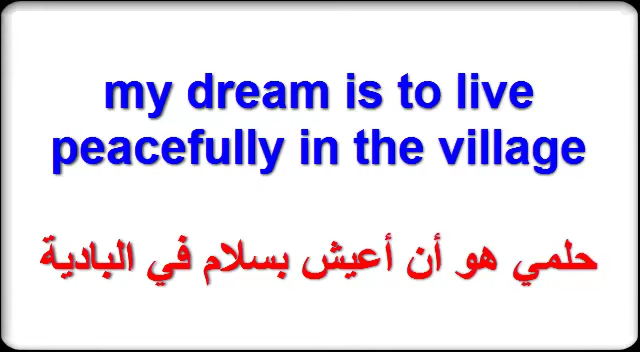 my dream is to live
peacefully in the village
حلمي هو أن أعيش بسلام في البادية